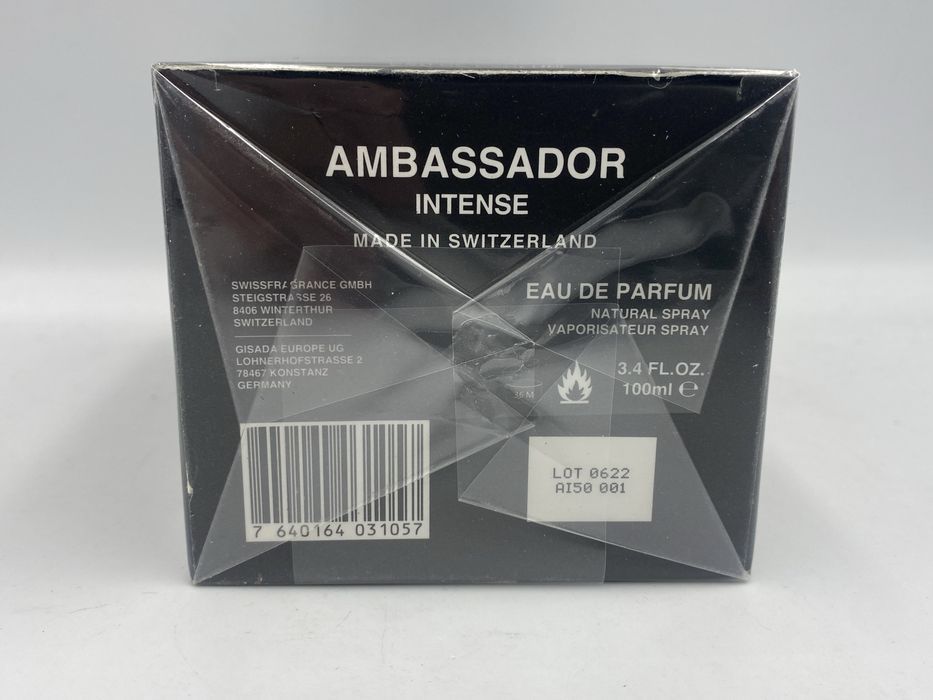 AMBASSADOR
INTENSE
MADE IN SWITZERLAND
SWISSFRAGRANCE GMBH
STEIGSTRASSE 26
8406 WINTERTHUR
SWITZERLAND
GISADA EUROPE UG
LOHNERHOFSTRASSE 2
78467 KONSTANZ
GERMANY
EAU DE PARFUM
NATURAL SPRAY
VAPORISATEUR SPRAY
3.4 FL.OZ.
100ml ℮
36 M
7 640164 031057
LOT 0622
AI50 001